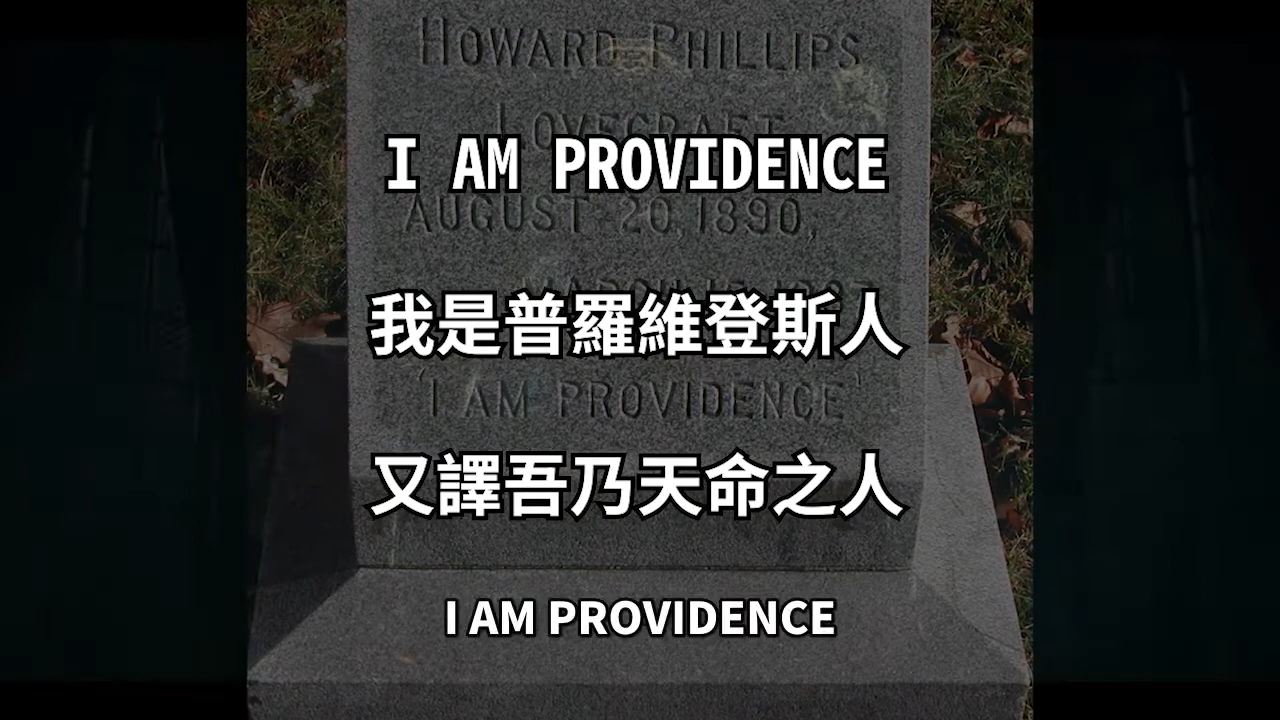 HOWARD PHILLIPS
LOVECRAFT
I AM PROVIDENCE
AUGUST 20, 1890,
我是普羅維登斯人
'I AM PROVIDENCE'
又譯吾乃天命之人
I AM PROVIDENCE